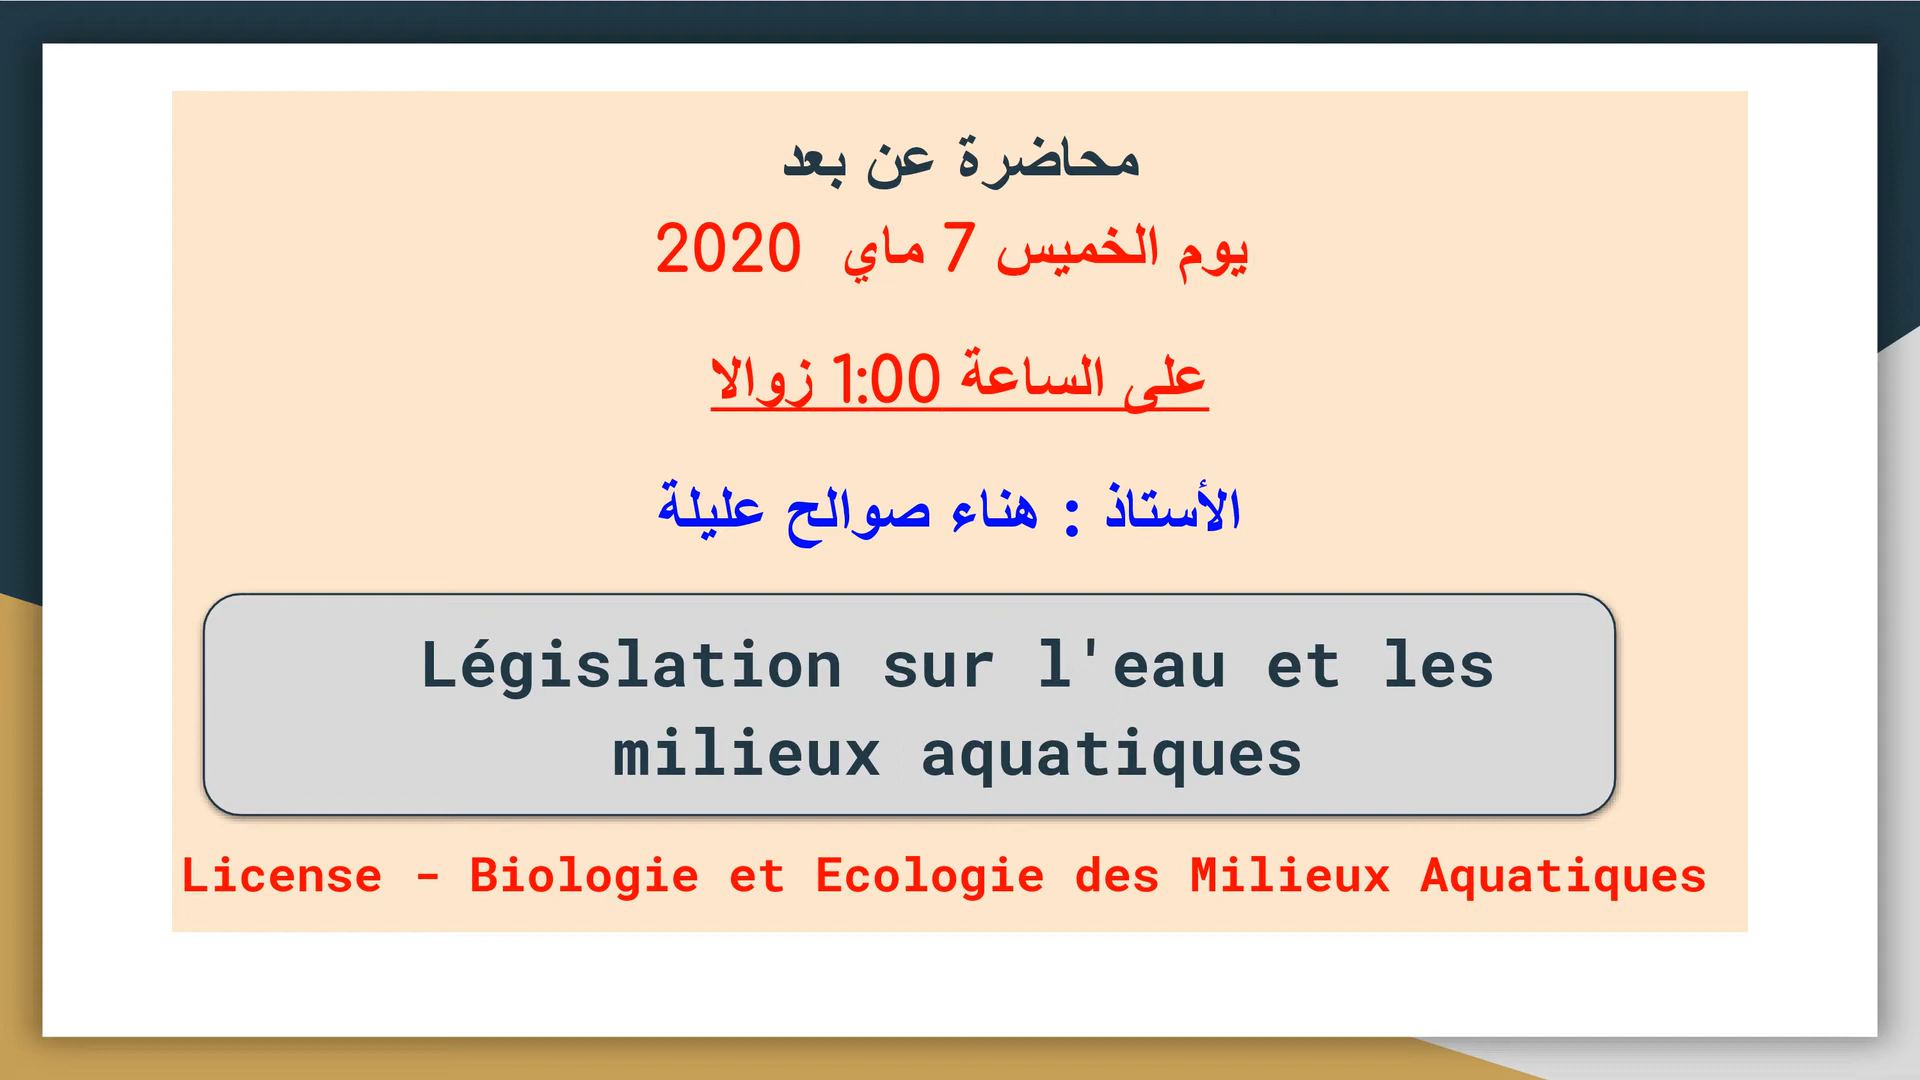 محاضرة عن بعد
يوم الخميس 7 ماي 2020
على الساعة 1:00 زوالا
الأستاذ : هناء صوالح عليلة
Législation sur l'eau et les
milieux aquatiques
License - Biologie et Ecologie des Milieux Aquatiques